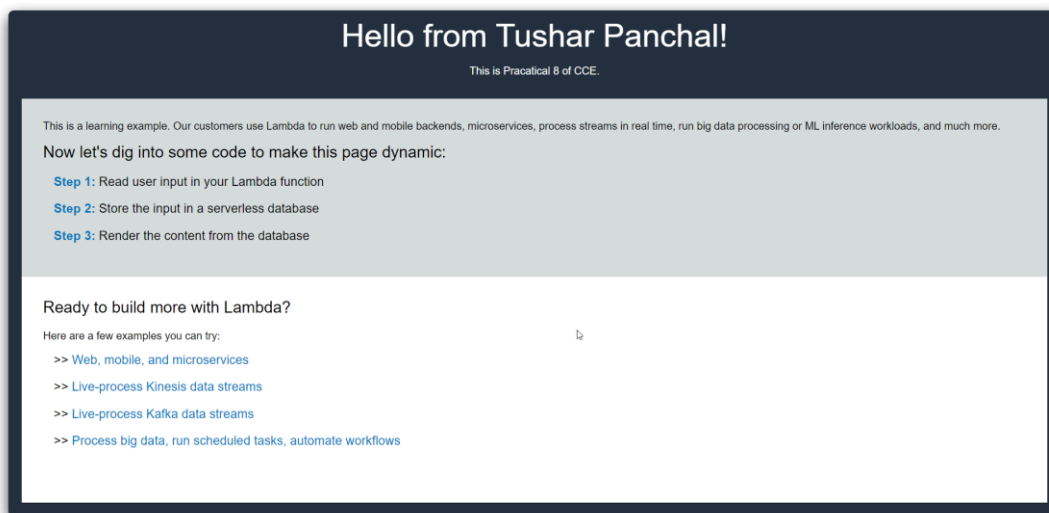 Hello from Tushar Panchal!
This is Pracatical 8 of CCE.
This is a learning example. Our customers use Lambda to run web and mobile backends, microservices, process streams in real time, run big data processing or ML inference workloads, and much more.
Now let's dig into some code to make this page dynamic:
Step 1: Read user input in your Lambda function
Step 2: Store the input in a serverless database
Step 3: Render the content from the database
Ready to build more with Lambda?
Here are a few examples you can try:
>> Web, mobile, and microservices
>> Live-process Kinesis data streams
>> Live-process Kafka data streams
>> Process big data, run scheduled tasks, automate workflows